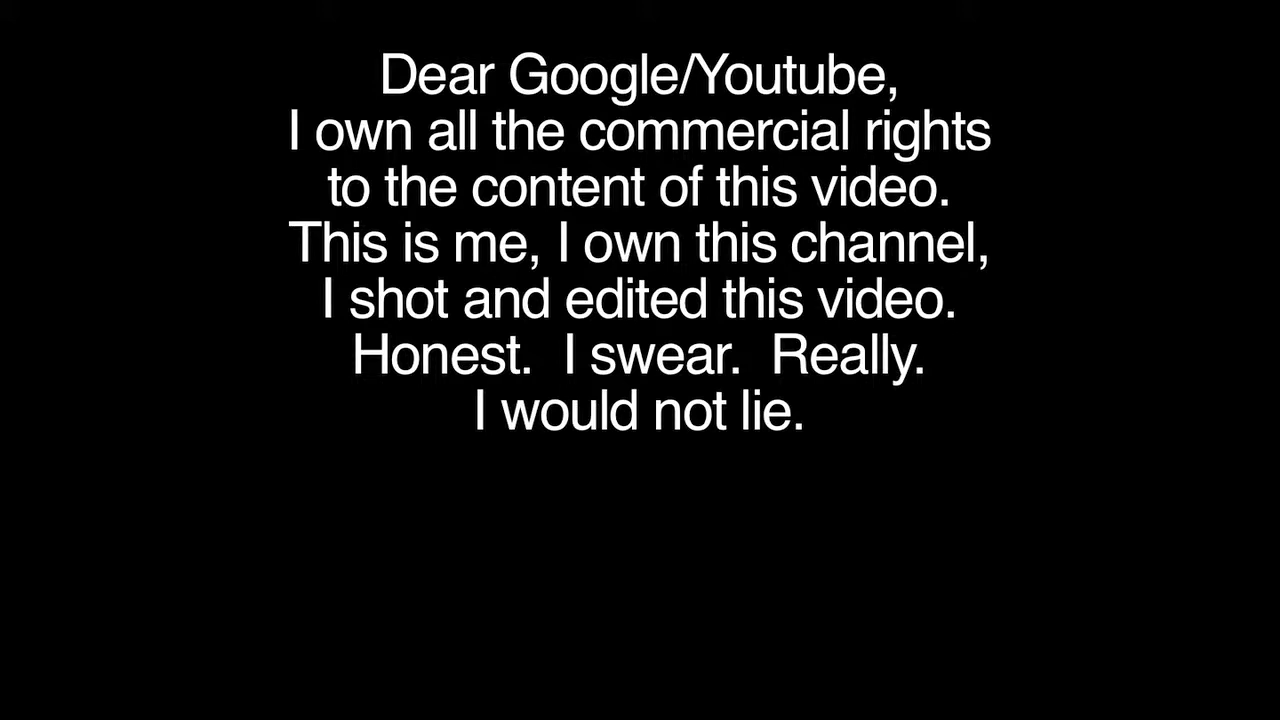 Dear Google/Youtube,
I own all the commercial rights
to the content of this video.
This is me, I own this channel,
I shot and edited this video.
Honest.  I swear.  Really.
I would not lie.